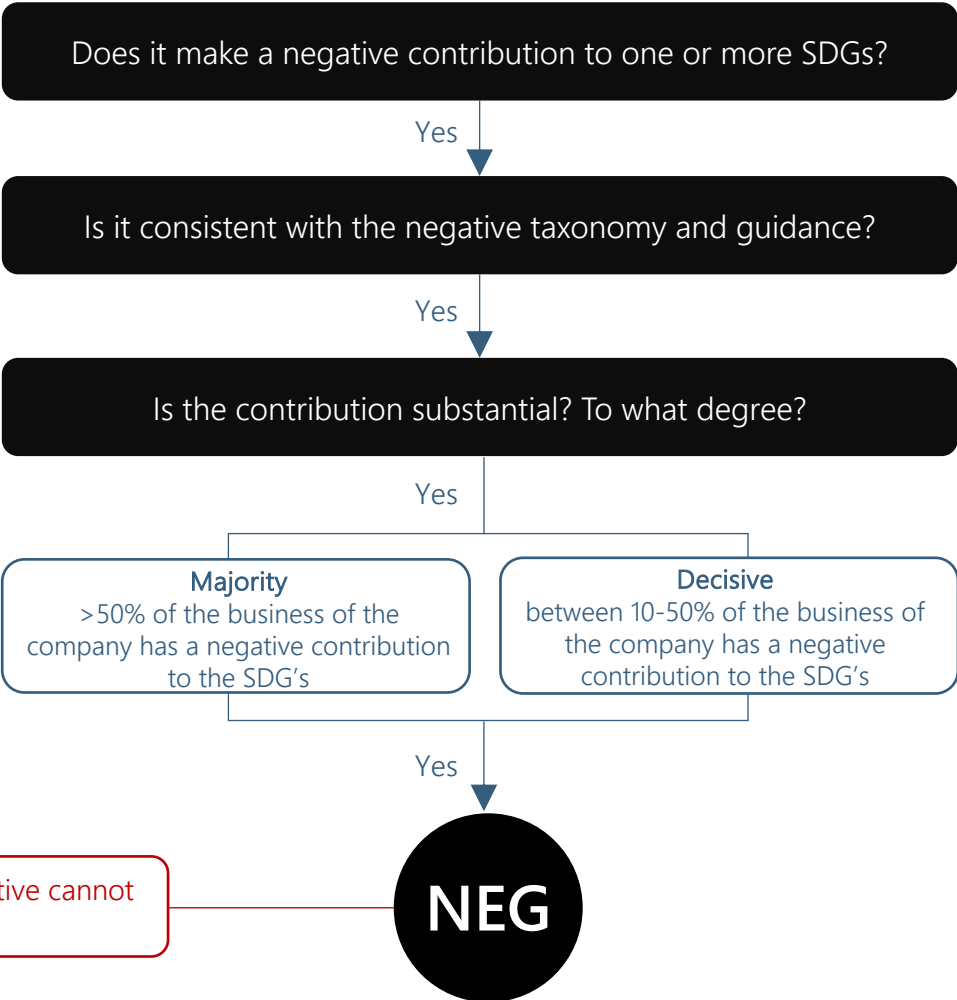 Does it make a negative contribution to one or more SDGs?
Yes
Is it consistent with the negative taxonomy and guidance?
Yes
Is the contribution substantial? To what degree?
Yes
Majority
>50% of the business of the
company has a negative contribution
to the SDG’s
Decisive
between 10-50% of the business of
the company has a negative
contribution to the SDG’s
Yes
cannot
NEG